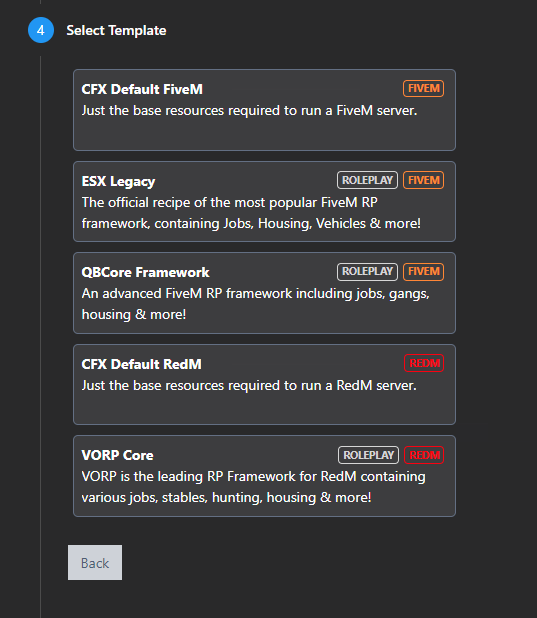 4 Select Template
CFX Default FiveM FIVEM
Just the base resources required to run a FiveM server.
ESX Legacy ROLEPLAY FIVEM
The official recipe of the most popular FiveM RP
framework, containing Jobs, Housing, Vehicles & more!
QBCore Framework ROLEPLAY FIVEM
An advanced FiveM RP framework including jobs, gangs,
housing & more!
CFX Default RedM REDM
Just the base resources required to run a RedM server.
VORP Core ROLEPLAY REDM
VORP is the leading RP Framework for RedM containing
various jobs, stables, hunting, housing & more!
Back